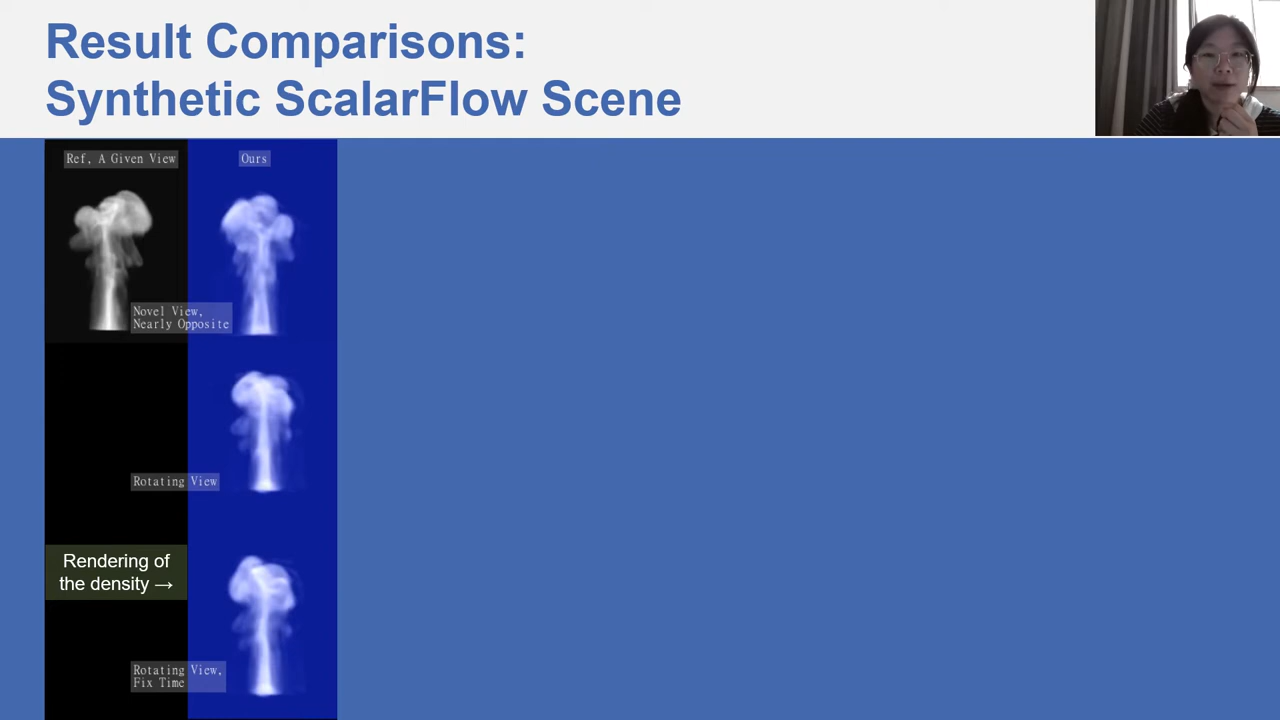 Result Comparisons:
Synthetic ScalarFlow Scene
Ref, A Given View
Ours
Novel View,
Nearly Opposite
Rotating View
Rendering of
the density →
Rotating View,
Fix Time